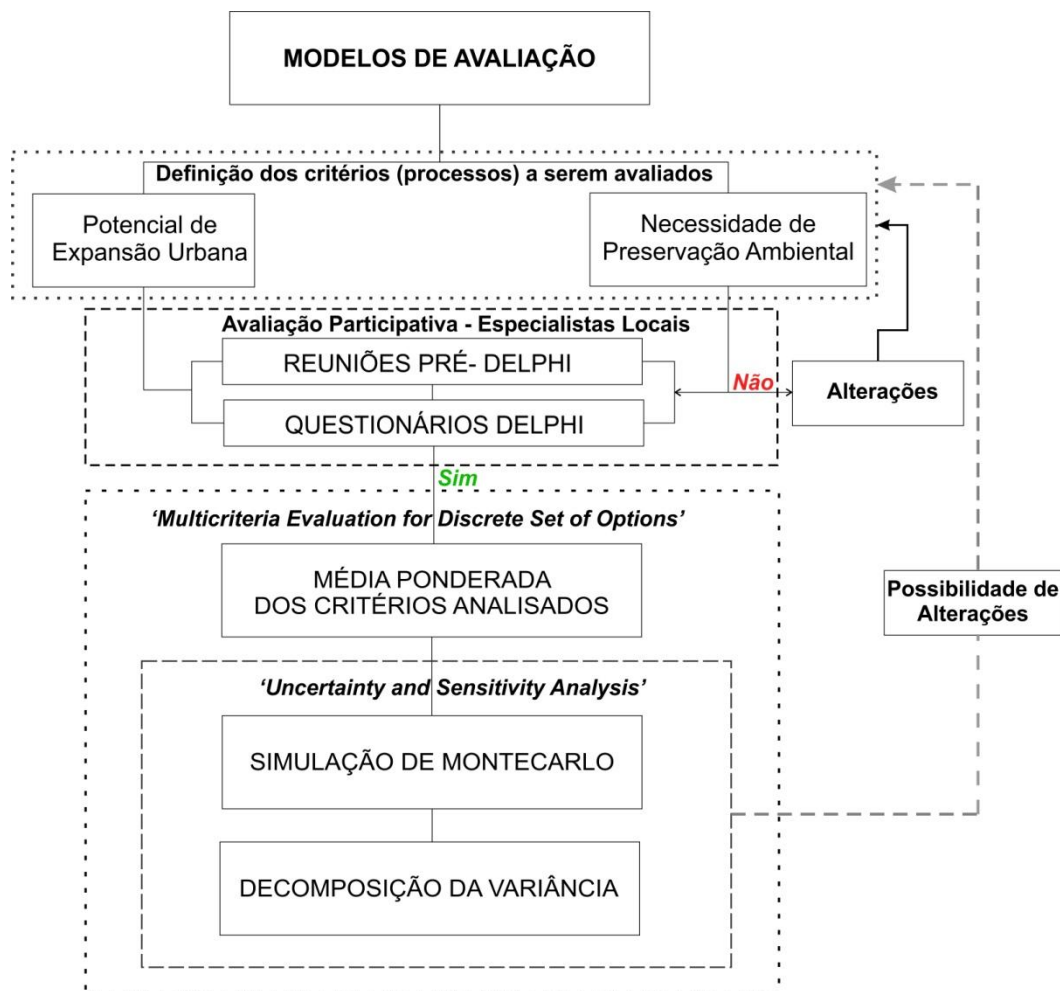 MODELOS DE AVALIAÇÃO
Definição dos critérios (processos) a serem avaliados
Potencial de
Expansão Urbana
Necessidade de
Preservação Ambiental
Avaliação Participativa - Especialistas Locais
REUNIÕES PRÉ- DELPHI
Não
Alterações
QUESTIONÁRIOS DELPHI
Sim
‘Multicriteria Evaluation for Discrete Set of Options’
MÉDIA PONDERADA
DOS CRITÉRIOS ANALISADOS
Possibilidade de
Alterações
‘Uncertainty and Sensitivity Analysis’
SIMULAÇÃO DE MONTECARLO
DECOMPOSIÇÃO DA VARIÂNCIA